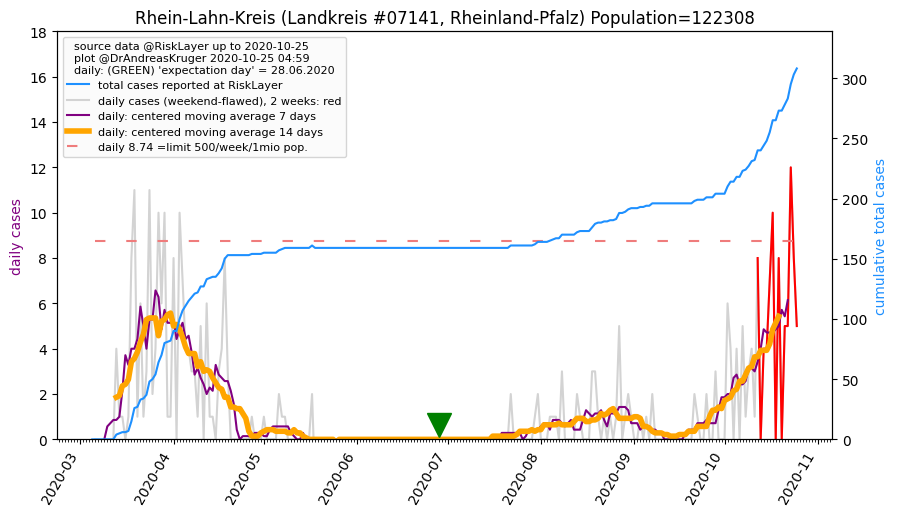 Rhein-Lahn-Kreis (Landkreis #07141, Rheinland-Pfalz) Population=122308
source data @RiskLayer up to 2020-10-25
plot @DrAndreasKruger 2020-10-25 04:59
daily: (GREEN) 'expectation day' = 28.06.2020
total cases reported at RiskLayer
daily cases (weekend-flawed), 2 weeks: red
daily: centered moving average 7 days
daily: centered moving average 14 days
daily 8.74 =limit 500/week/1mio pop.
daily cases
18
16
14
12
10
8
6
4
2
0
300
250
200
150
100
50
0
cumulative total cases
2020-03
2020-04
2020-05
2020-06
2020-07
2020-08
2020-09
2020-10
2020-11